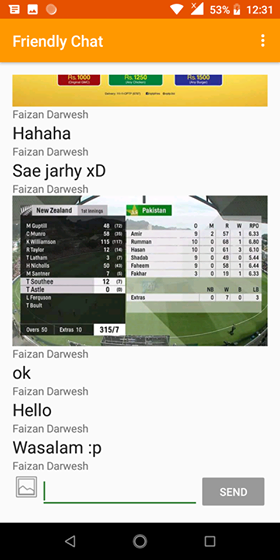 53% 12:31
Friendly Chat
Rs.1000 Rs.1250 Rs.1500
Faizan Darwesh
Hahaha
Faizan Darwesh
Sae jarhy xD
Faizan Darwesh
New Zealand 1st Innings
M Guptill 48 (72)
C Munro 58 (35)
K Williamson 115 (117)
R Taylor 12 (14)
T Latham 3 (7)
H Nicholls 50 (43)
M Santner 7 (6)
T Southee 12 (7)
T Astle 0 (0)
L Ferguson
T Boult
Overs 50 Extras 10 315/7
Pakistan
O M R W RPO
Amir 9 2 57 1 6.33
Rumman 10 0 68 1 6.80
Hasan 10 0 61 3 6.10
Shadab 9 0 49 0 5.44
Faheem 9 0 58 1 6.44
Fakhar 3 0 19 1 6.33
NB W B LB
Extras 0 7 0 3
Faizan Darwesh
ok
Faizan Darwesh
Hello
Faizan Darwesh
Wasalam :p
Faizan Darwesh
SEND